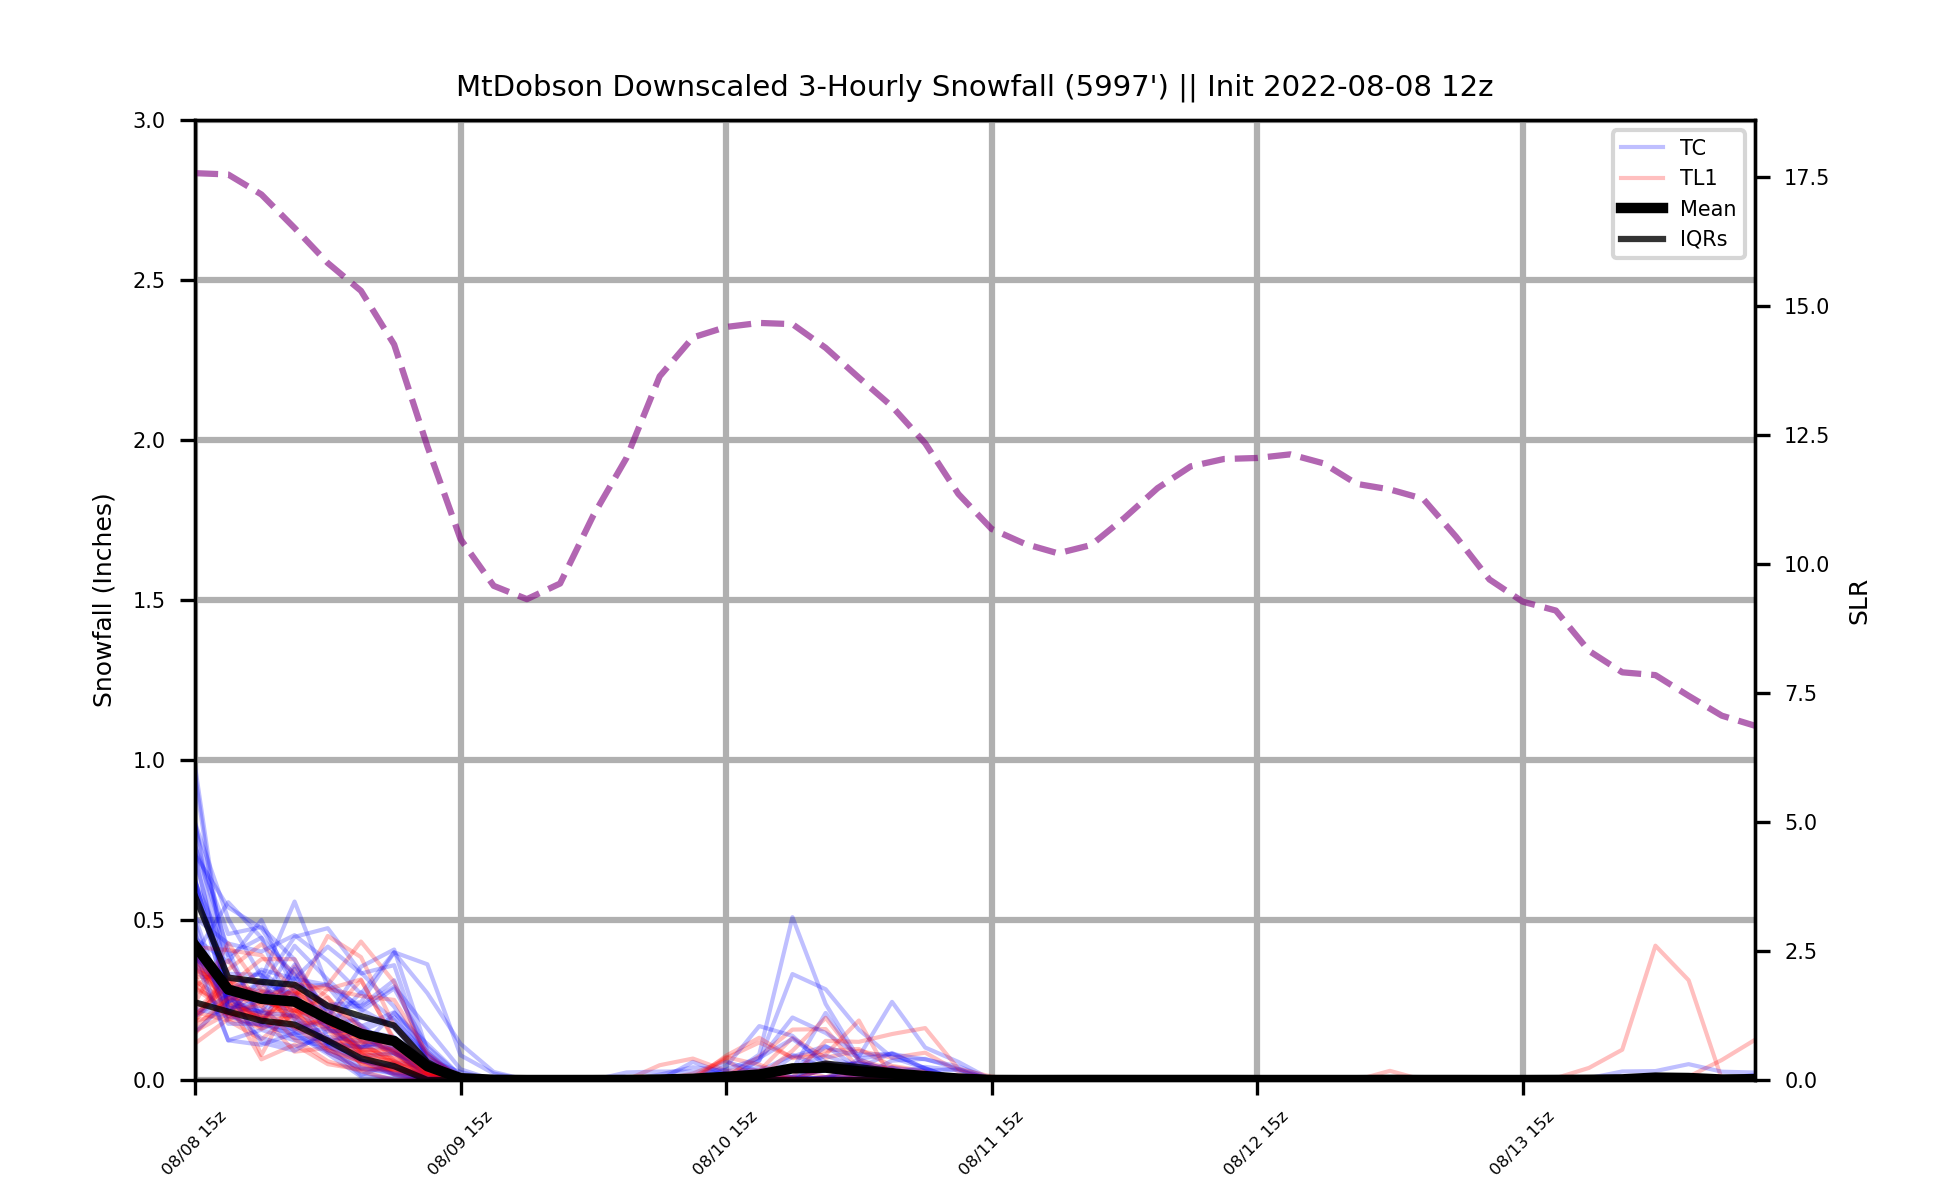 MtDobson Downscaled 3-Hourly Snowfall (5997') || Init 2022-08-08 12z
TC
TL1
Mean
IQRs
Snowfall (Inches)
3.0
2.5
2.0
1.5
1.0
0.5
0.0
17.5
15.0
12.5
10.0
7.5
5.0
2.5
0.0
SLR
08/08 15z
08/09 15z
08/10 15z
08/11 15z
08/12 15z
08/13 15z